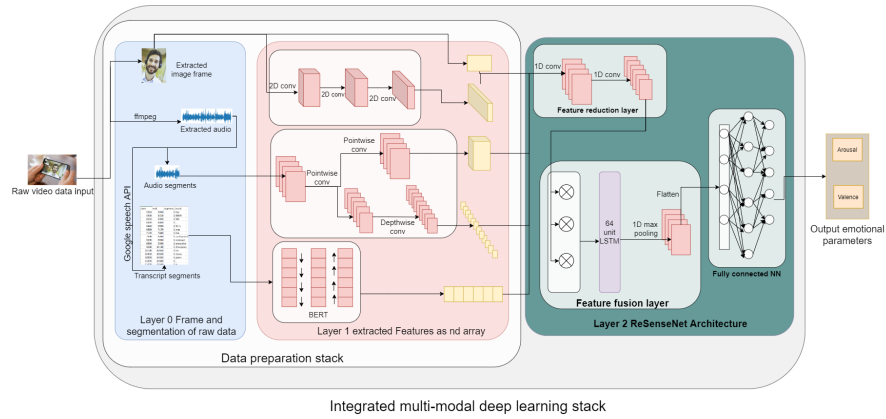 Extracted
image frame
ffmpeg
Extracted audio
Raw video data input
Google speech API
Audio segments
Transcript segments
Layer 0 Frame and
segmentation of raw data
2D conv
2D conv
2D conv
Pointwise
conv
Pointwise
conv
Depthwise
conv
BERT
Layer 1 extracted Features as nd array
Data preparation stack
1D conv
1D conv
Feature reduction layer
64
unit
LSTM
1D max
pooling
Flatten
Feature fusion layer
Fully connected NN
Layer 2 ReSenseNet Architecture
Arousal
Valence
Output emotional
parameters
Integrated multi-modal deep learning stack